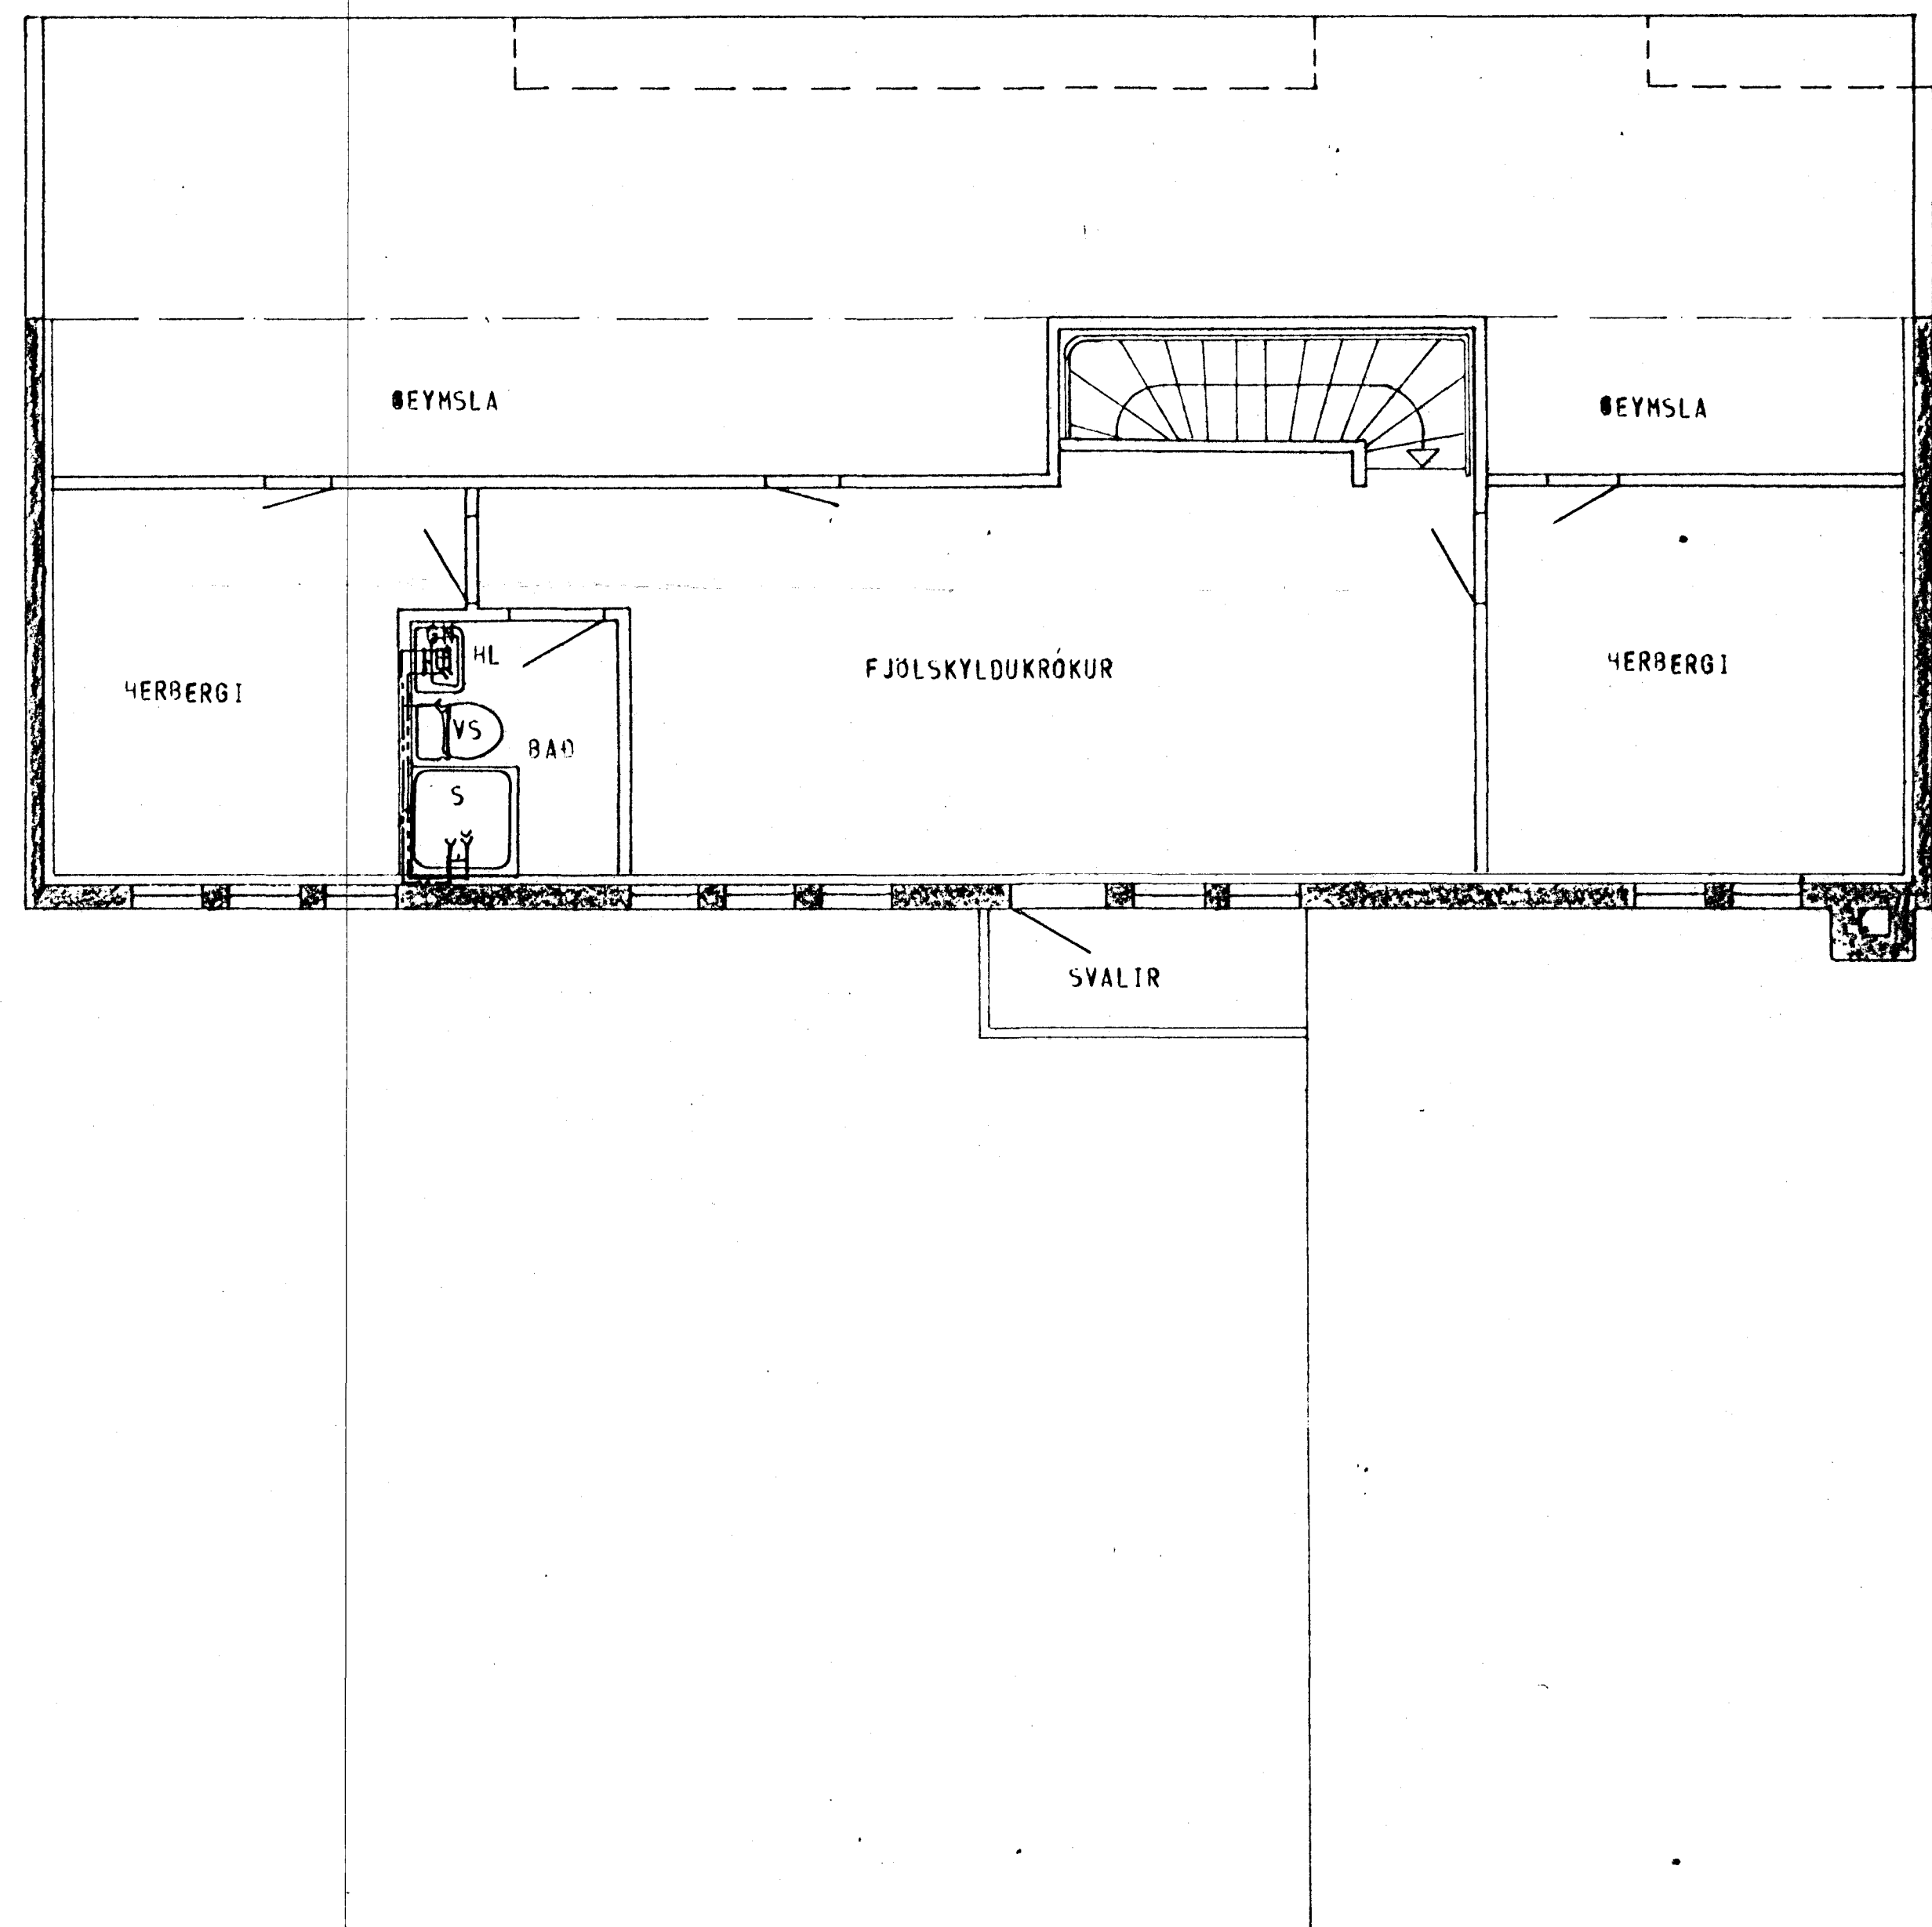 GEYMSLA
GEYMSLA
HERBERGI
HL
VS
BAÐ
S
FJÖLSKYLDUKRÓKUR
HERBERGI
SVALIR